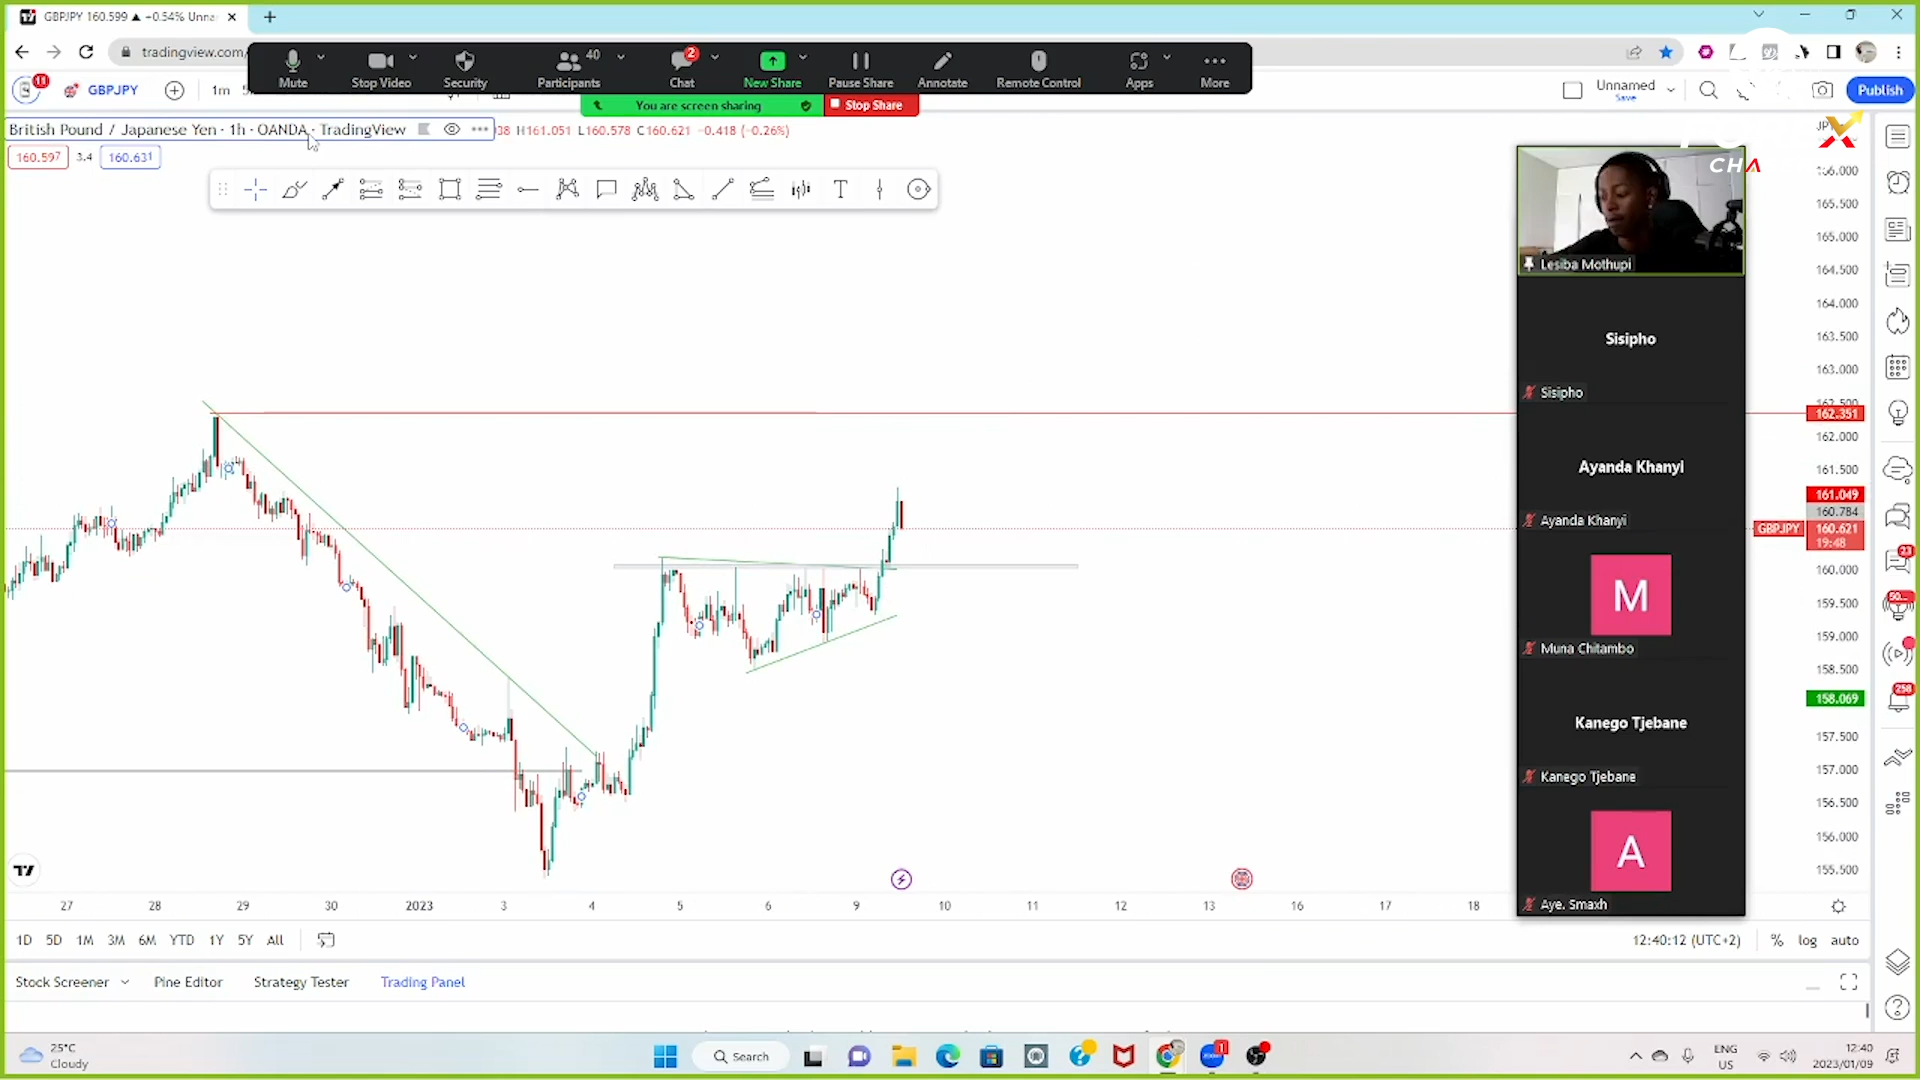 GBPJPY 160.599 ▲ +0.54% Unna
tradingview.com
Mute
Stop Video
Security
40
Participants
2
Chat
New Share
Pause Share
Annotate
Remote Control
Apps
More
You are screen sharing
Stop Share
11
GBPJPY
1m
Unnamed
Save
Publish
British Pound / Japanese Yen · 1h · OANDA · TradingView
H161.051 L160.578 C160.621 −0.418 (−0.26%)
160.597
3.4
160.631
CHA
Lesiba Mothupi
Sisipho
Sisipho
Ayanda Khanyi
Ayanda Khanyi
M
Muna Chitambo
Kanego Tjebane
Kanego Tjebane
A
Aye. Smaxh
166.000
165.500
165.000
164.500
164.000
163.500
163.000
162.351
162.000
161.500
161.049
160.784
GBPJPY 160.621
19:48
160.000
159.500
159.000
158.500
158.069
157.500
157.000
156.500
156.000
155.500
27 28 29 30 2023 3 4 5 6 9 10 11 12 13 16 17 18
1D 5D 1M 3M 6M YTD 1Y 5Y All
12:40:12 (UTC+2)
% log auto
Stock Screener
Pine Editor
Strategy Tester
Trading Panel
25°C
Cloudy
Search
ENG
US
12:40
2023/01/09